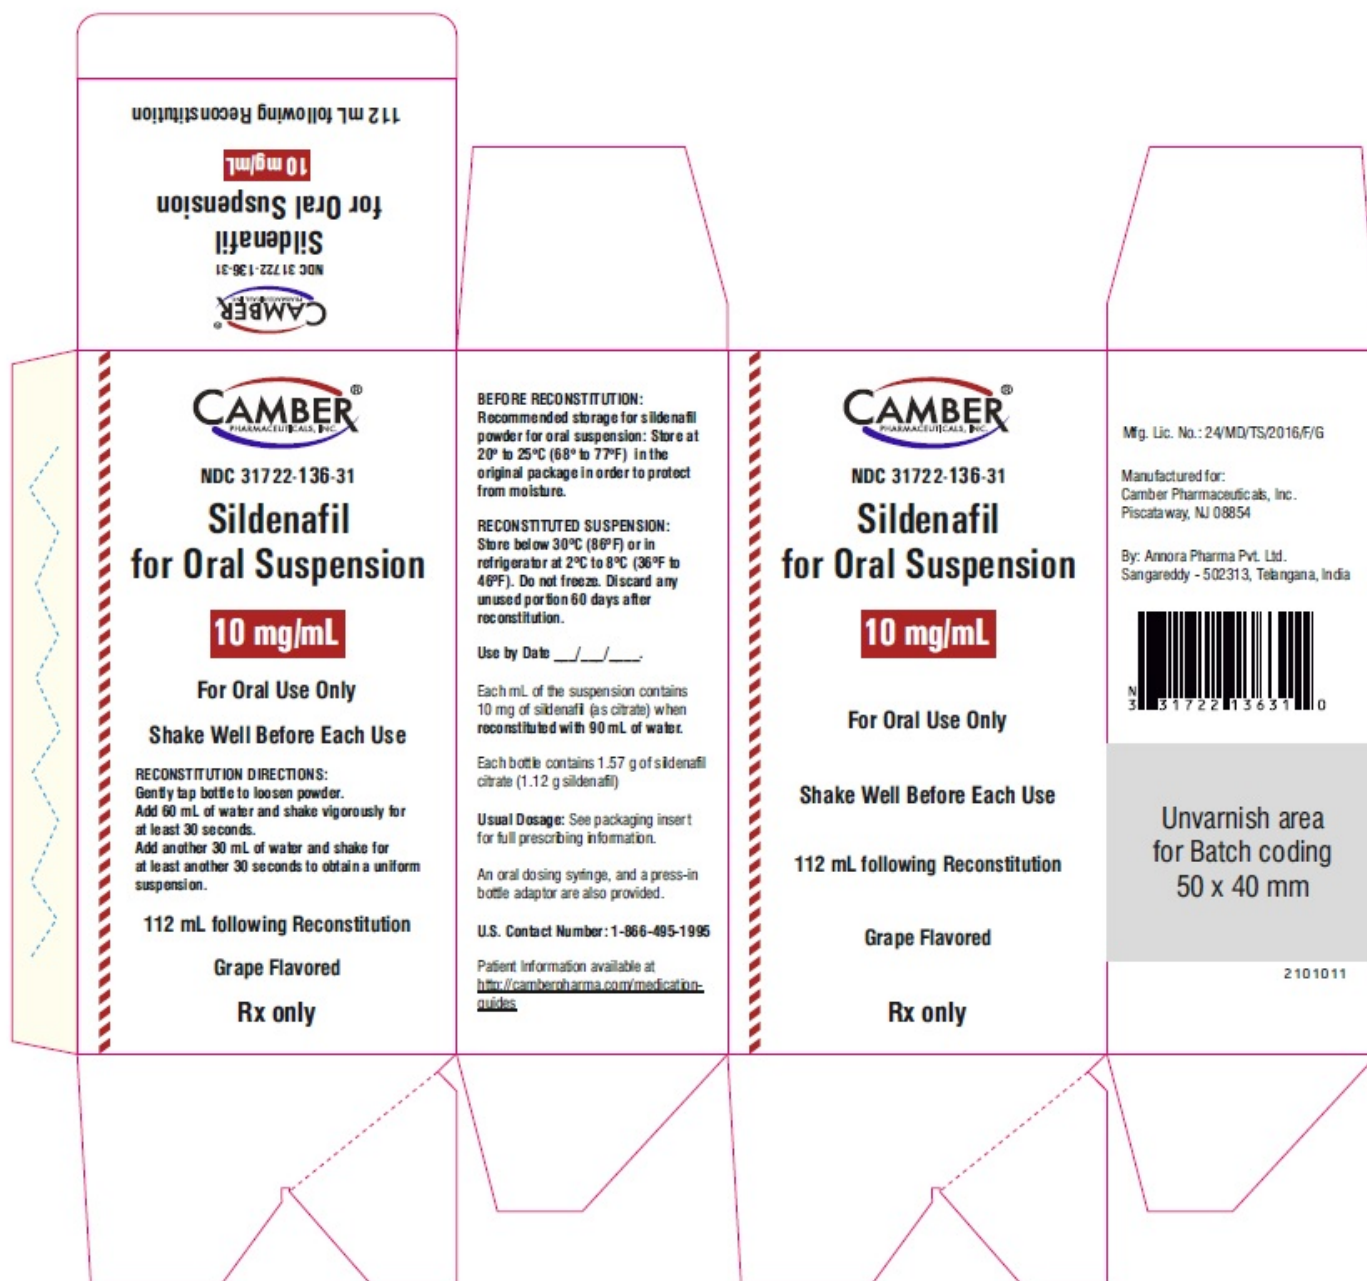 112 mL following Reconstitution
10 mg/mL
for Oral Suspension
Sildenafil
NDC 31722-136-31
CAMBER®
PHARMACEUTICALS, INC.
CAMBER®
PHARMACEUTICALS, INC.
NDC 31722-136-31
Sildenafil
for Oral Suspension
10 mg/mL
For Oral Use Only
Shake Well Before Each Use
RECONSTITUTION DIRECTIONS:
Gently tap bottle to loosen powder.
Add 60 mL of water and shake vigorously for
at least 30 seconds.
Add another 30 mL of water and shake for
at least another 30 seconds to obtain a uniform
suspension.
112 mL following Reconstitution
Grape Flavored
Rx only
BEFORE RECONSTITUTION:
Recommended storage for sildenafil
powder for oral suspension: Store at
20º to 25ºC (68º to 77ºF) in the
original package in order to protect
from moisture.
RECONSTITUTED SUSPENSION:
Store below 30ºC (86ºF) or in
refrigerator at 2ºC to 8ºC (36ºF to
46ºF). Do not freeze. Discard any
unused portion 60 days after
reconstitution.
Use by Date ___/___/____.
Each mL of the suspension contains
10 mg of sildenafil (as citrate) when
reconstituted with 90 mL of water.
Each bottle contains 1.57 g of sildenafil
citrate (1.12 g sildenafil)
Usual Dosage: See packaging insert
for full prescribing information.
An oral dosing syringe, and a press-in
bottle adaptor are also provided.
U.S. Contact Number: 1-866-495-1995
Patient Information available at
http://camberpharma.com/medication-
guides
CAMBER®
PHARMACEUTICALS, INC.
NDC 31722-136-31
Sildenafil
for Oral Suspension
10 mg/mL
For Oral Use Only
Shake Well Before Each Use
112 mL following Reconstitution
Grape Flavored
Rx only
Mfg. Lic. No.: 24/MD/TS/2016/F/G
Manufactured for:
Camber Pharmaceuticals, Inc.
Piscataway, NJ 08854
By: Annora Pharma Pvt. Ltd.
Sangareddy - 502313, Telangana, India
N
3 31722 13631 0
Unvarnish area
for Batch coding
50 x 40 mm
2101011